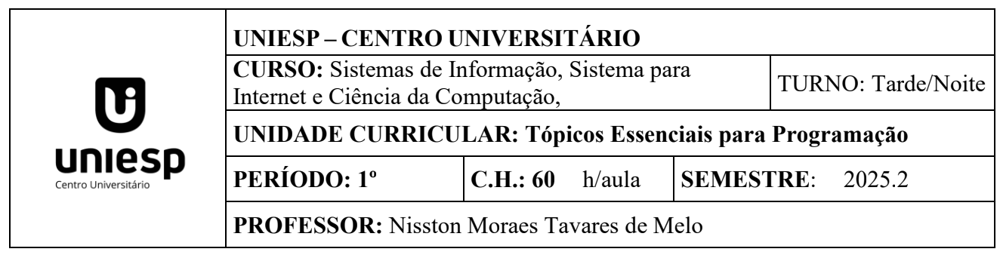 uniesp
Centro Universitário
UNIESP – CENTRO UNIVERSITÁRIO
CURSO: Sistemas de Informação, Sistema para
Internet e Ciência da Computação,
TURNO: Tarde/Noite
UNIDADE CURRICULAR: Tópicos Essenciais para Programação
PERÍODO: 1º
C.H.: 60 h/aula
SEMESTRE: 2025.2
PROFESSOR: Nisston Moraes Tavares de Melo